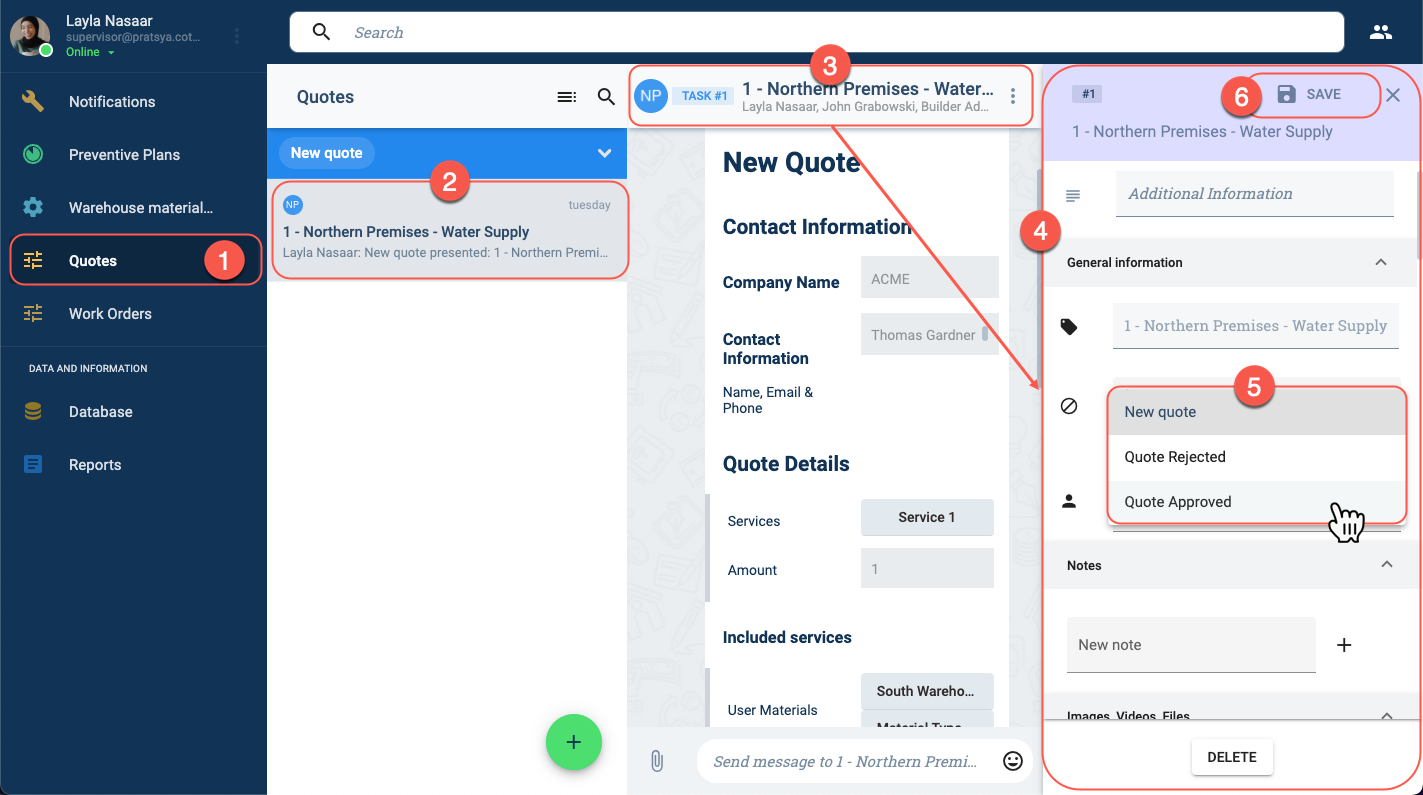 Layla Nasaar
supervisor@pratsya.cot...
Online
Notifications
Preventive Plans
Warehouse material...
Quotes
1
Work Orders
DATA AND INFORMATION
Database
Reports
Search
Quotes
New quote
2
NP
tuesday
1 - Northern Premises - Water Supply
Layla Nasaar: New quote presented: 1 - Northern Premi...
+
3
NP
TASK #1
1 - Northern Premises - Water...
Layla Nasaar, John Grabowski, Builder Ad...
New Quote
Contact Information
Company Name
ACME
Contact
Information
Thomas Gardner
Name, Email &
Phone
Quote Details
Services
Service 1
Amount
1
Included services
User Materials
South Wareho...
Material Type
Send message to 1 - Northern Premi...
4
#1
6
SAVE
1 - Northern Premises - Water Supply
Additional Information
General information
1 - Northern Premises - Water Supply
5
New quote
Quote Rejected
Quote Approved
Notes
New note
+
Images, Videos, Files
DELETE